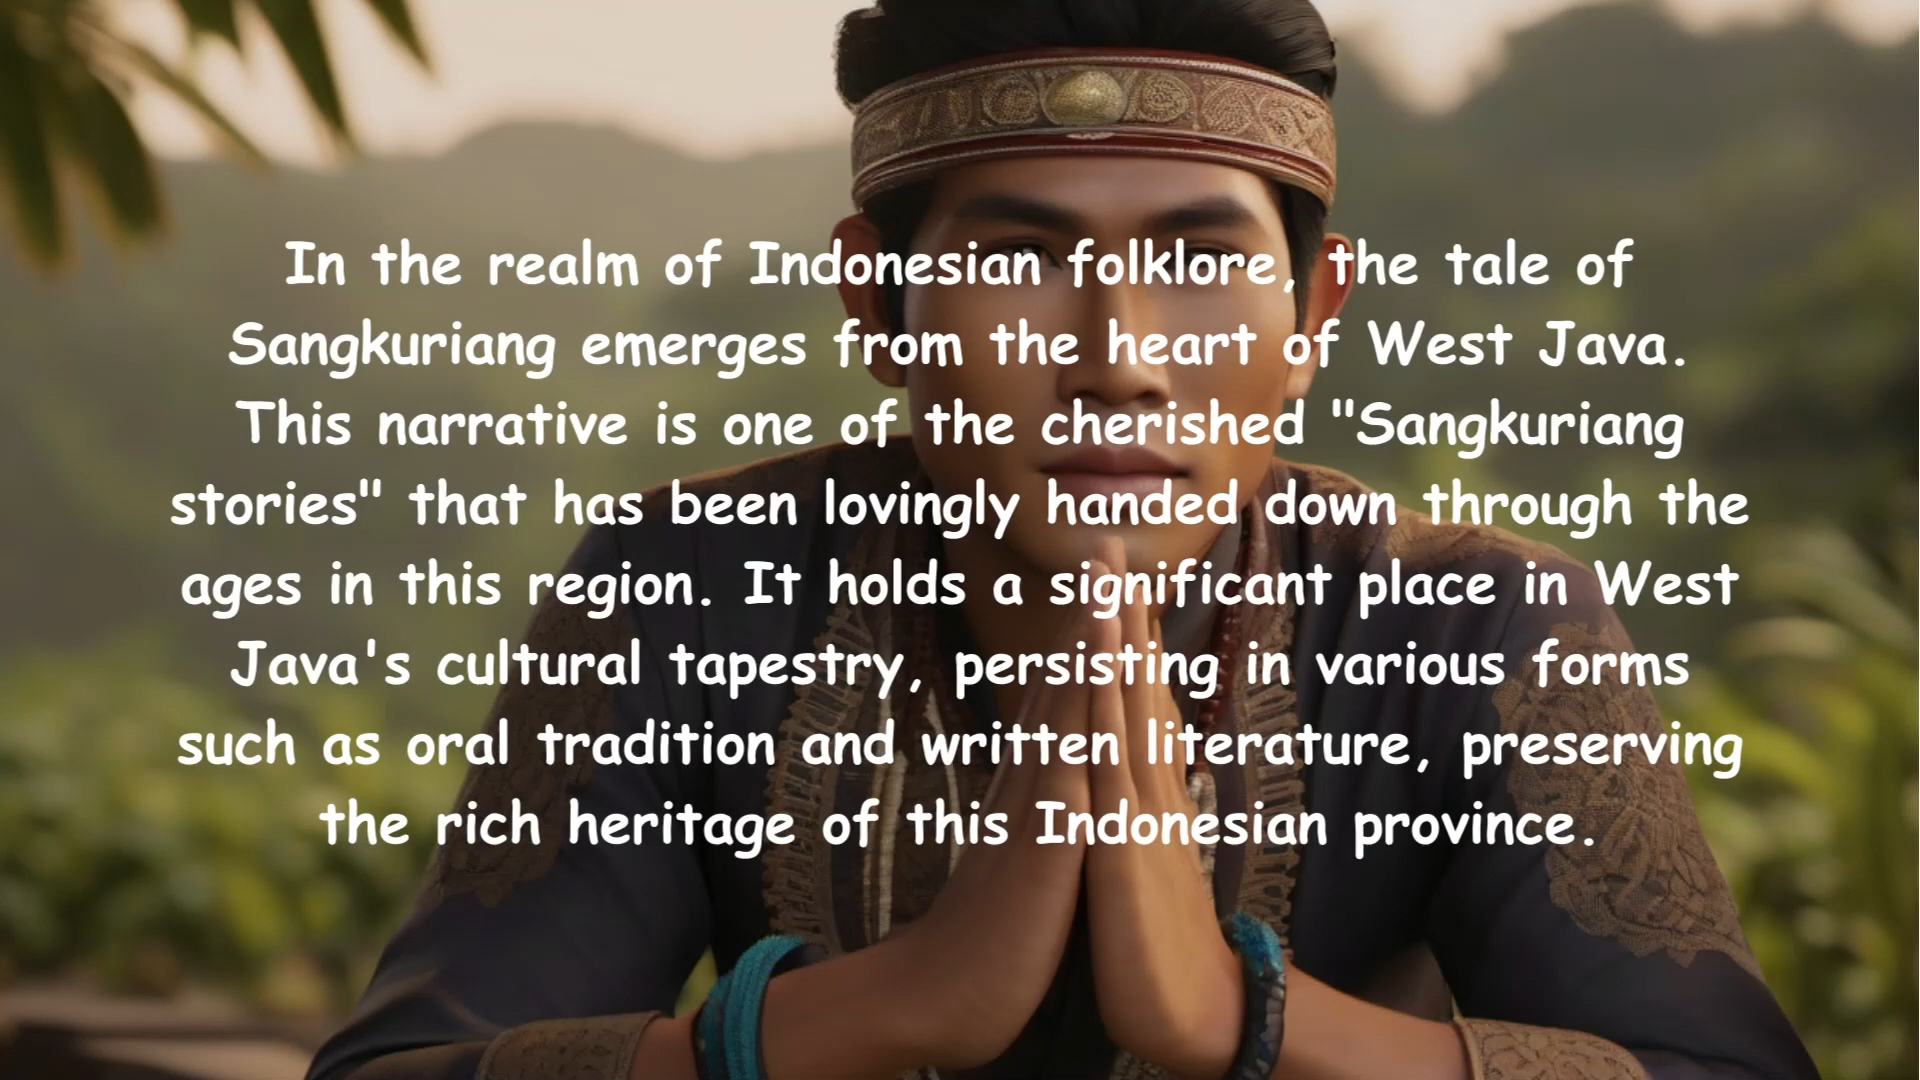 In the realm of Indonesian folklore, the tale of
Sangkuriang emerges from the heart of West Java.
This narrative is one of the cherished "Sangkuriang
stories" that has been lovingly handed down through the
ages in this region. It holds a significant place in West
Java's cultural tapestry, persisting in various forms
such as oral tradition and written literature, preserving
the rich heritage of this Indonesian province.